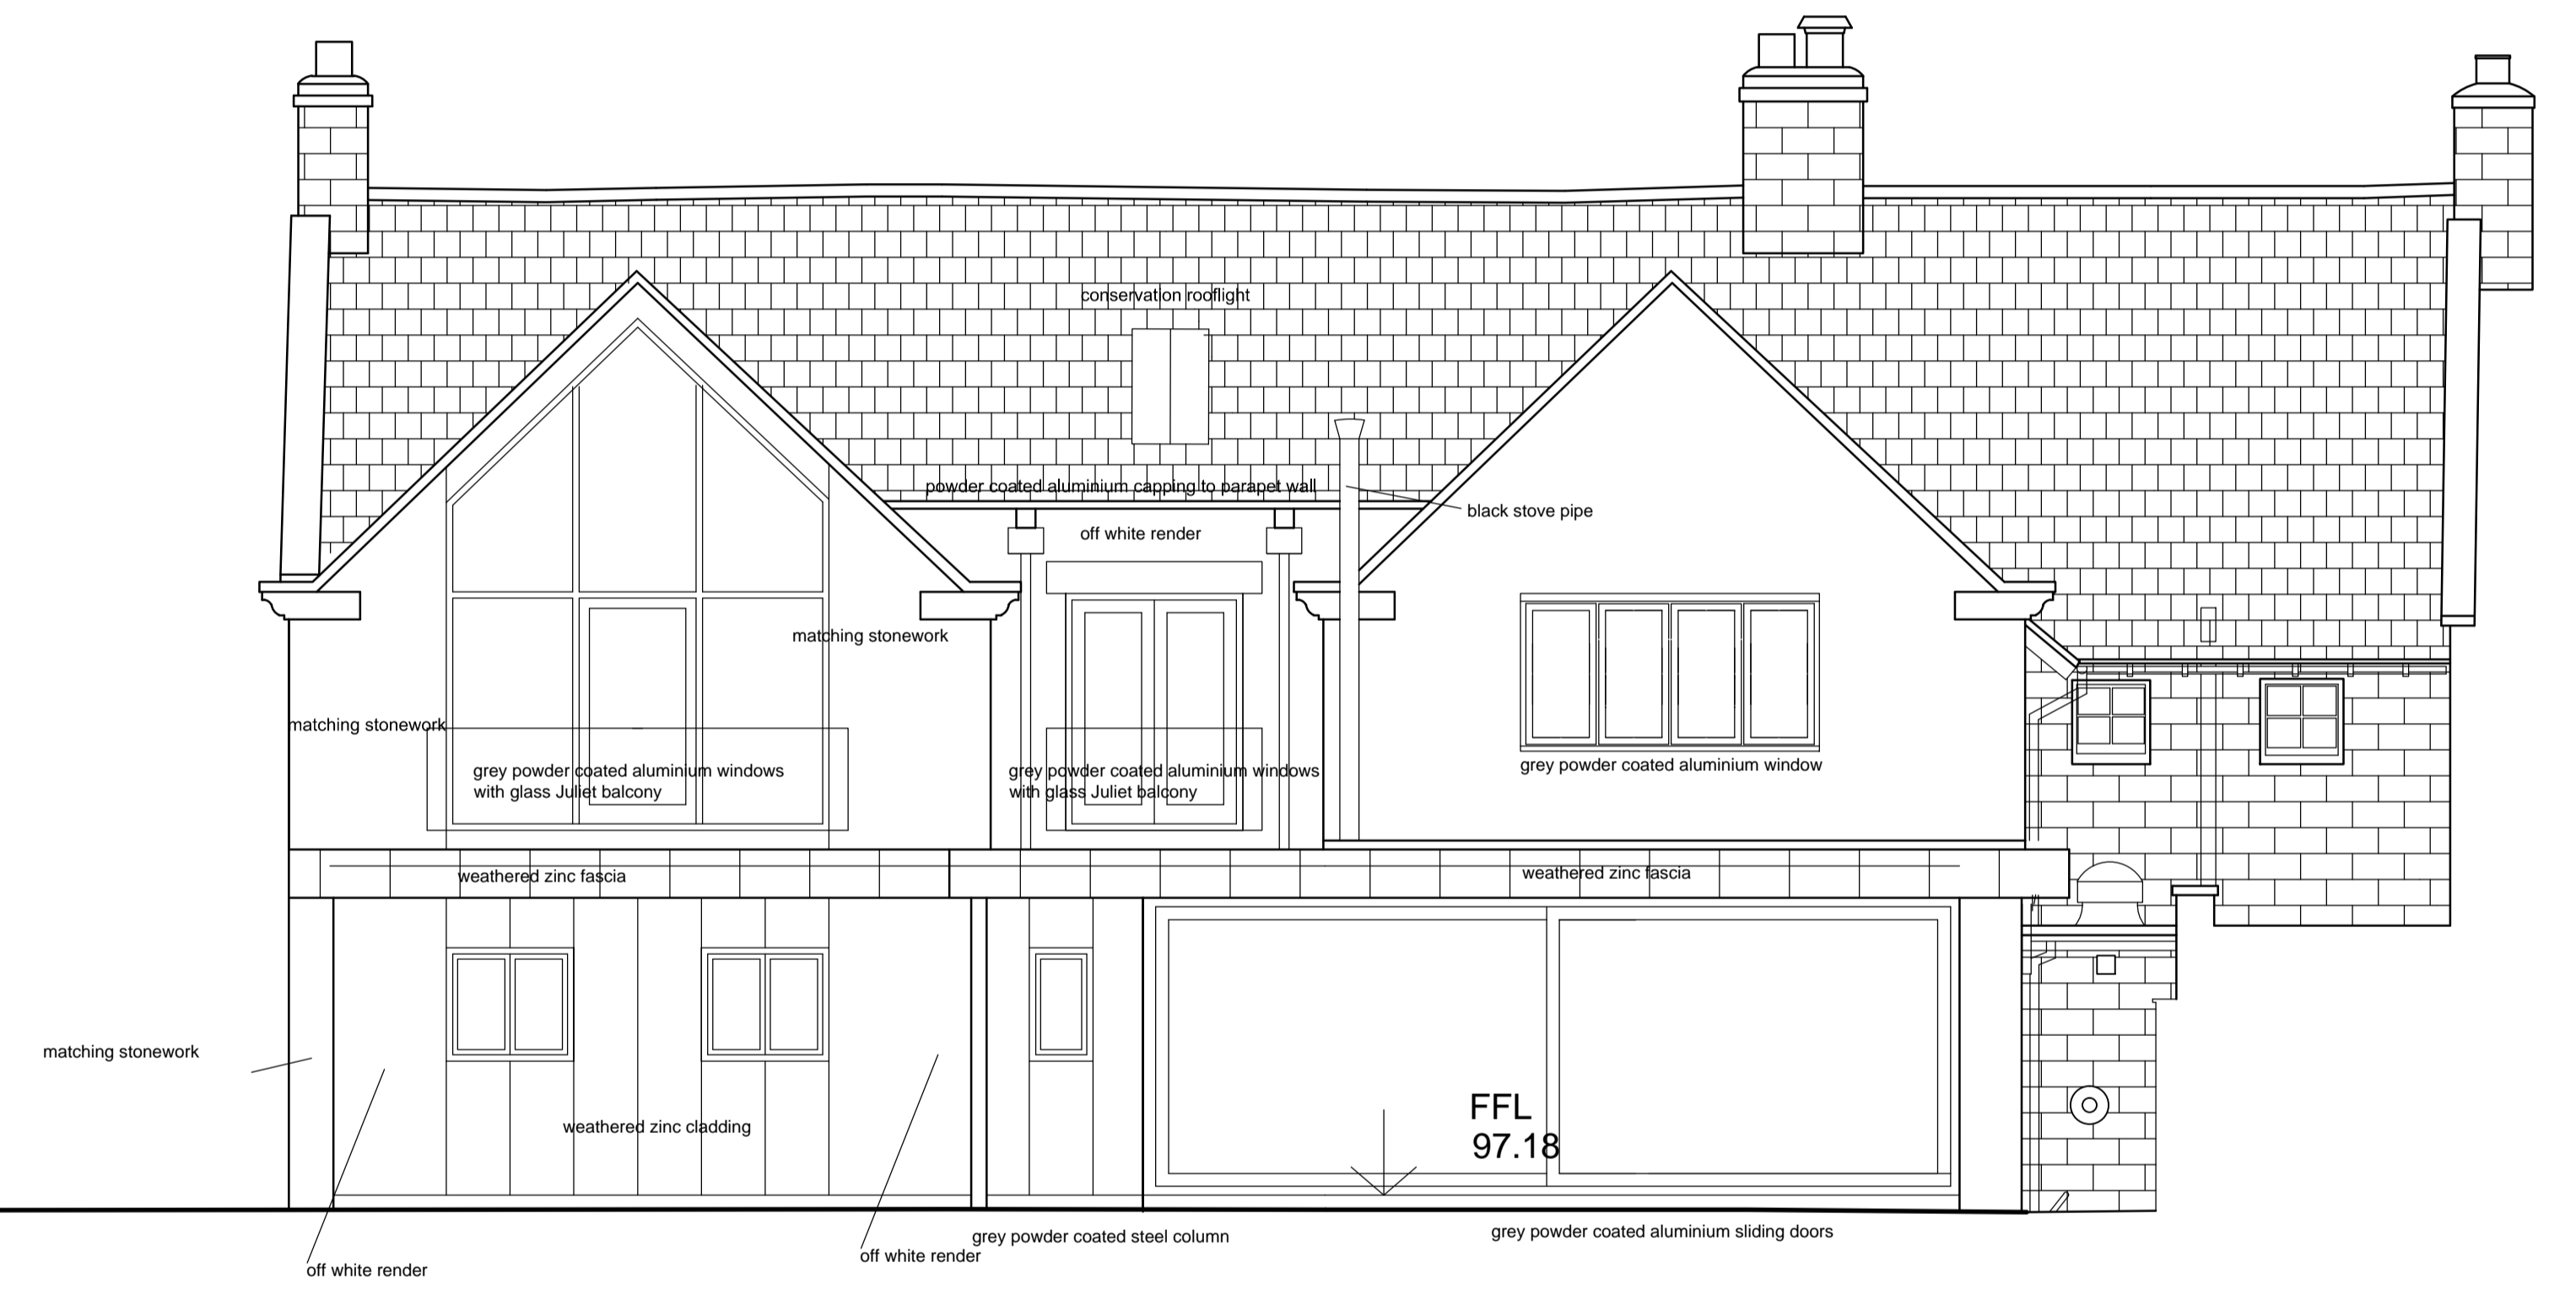 conservation rooflight
powder coated aluminium capping to parapet wall
black stove pipe
off white render
matching stonework
matching stonework
grey powder coated aluminium windows
with glass Juliet balcony
grey powder coated aluminium windows
with glass Juliet balcony
grey powder coated aluminium window
weathered zinc fascia
weathered zinc fascia
matching stonework
FFL
97.18
weathered zinc cladding
grey powder coated steel column
grey powder coated aluminium sliding doors
off white render
off white render